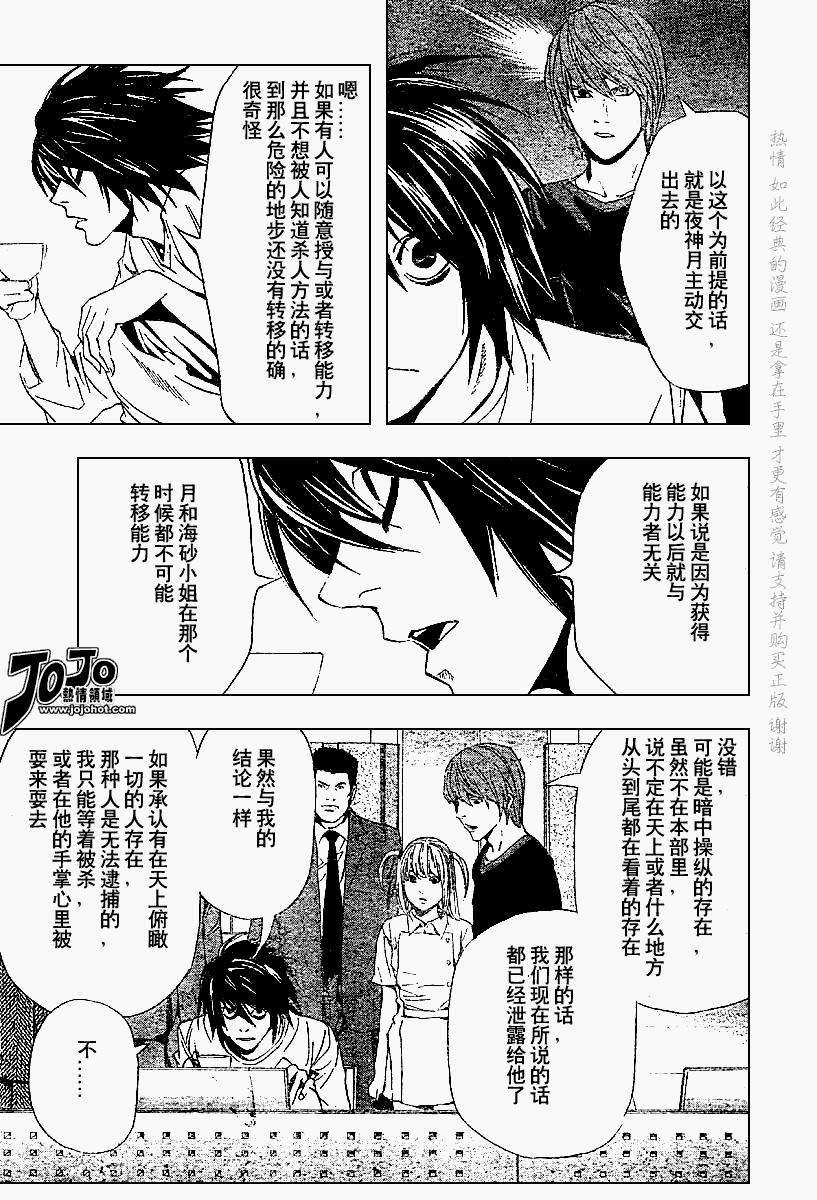 以这个为前提的话，
就是夜神月主动交
出去的
嗯……
如果有人可以随意授与或者转移能力，
并且不想被人知道杀人方法的话，
到那么危险的地步还没有转移的确
很奇怪
如果说是因为获得
能力以后就与
能力者无关
月和海砂小姐在那个
时候都不可能
转移能力
没错，
可能是暗中操纵的存在，
虽然不在本部里，
说不定在天上或者什么地方
从头到尾都在看着的存在
那样的话，
我们现在所说的话
都已经泄露给他了
果然与我的
结论一样
如果承认有在天上俯瞰
一切的人存在，
那种人是无法逮捕的，
我只能等着被杀，
或者在他的手掌心里被
耍来耍去
不……
JOJO
熱情領域
www.jojohot.com
热情 如此经典的漫画 还是拿在手里 才更有感觉 请支持并购买正版 谢谢